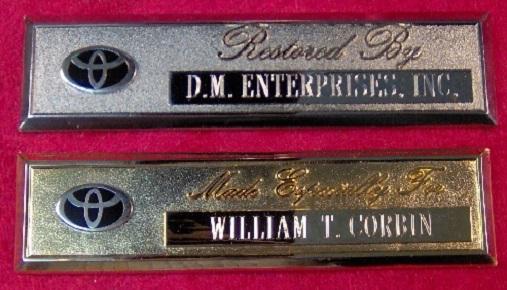 Restored By
D.M. ENTERPRISES, INC.
Made Especially For
WILLIAM T. CORBIN